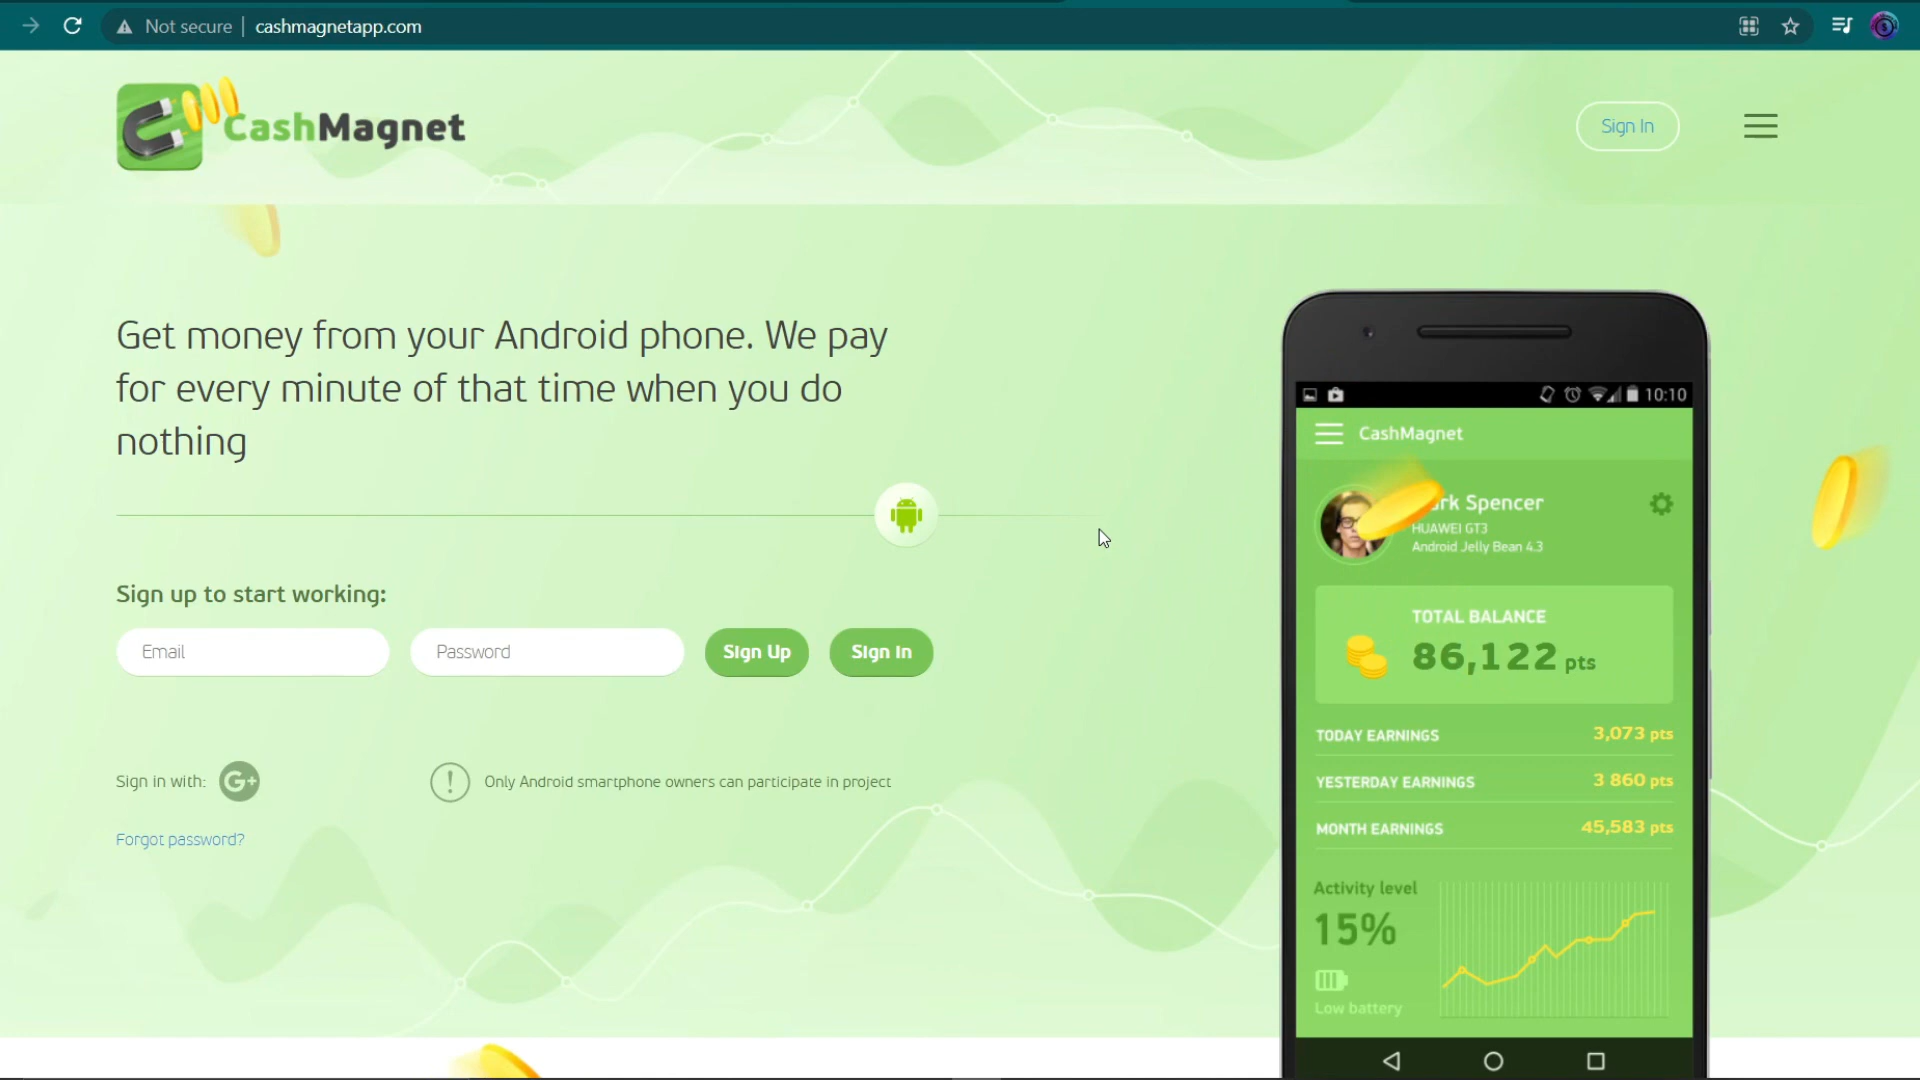 Not secure | cashmagnetapp.com
CashMagnet
Sign In
Get money from your Android phone. We pay
for every minute of that time when you do
nothing
Sign up to start working:
Email
Password
Sign Up
Sign In
Sign in with:
G+
Only Android smartphone owners can participate in project
Forgot password?
10:10
CashMagnet
rk Spencer
HUAWEI GT3
Android Jelly Bean 4.3
TOTAL BALANCE
86,122 pts
TODAY EARNINGS 3,073 pts
YESTERDAY EARNINGS 3 860 pts
MONTH EARNINGS 45,583 pts
Activity level
15%
Low battery